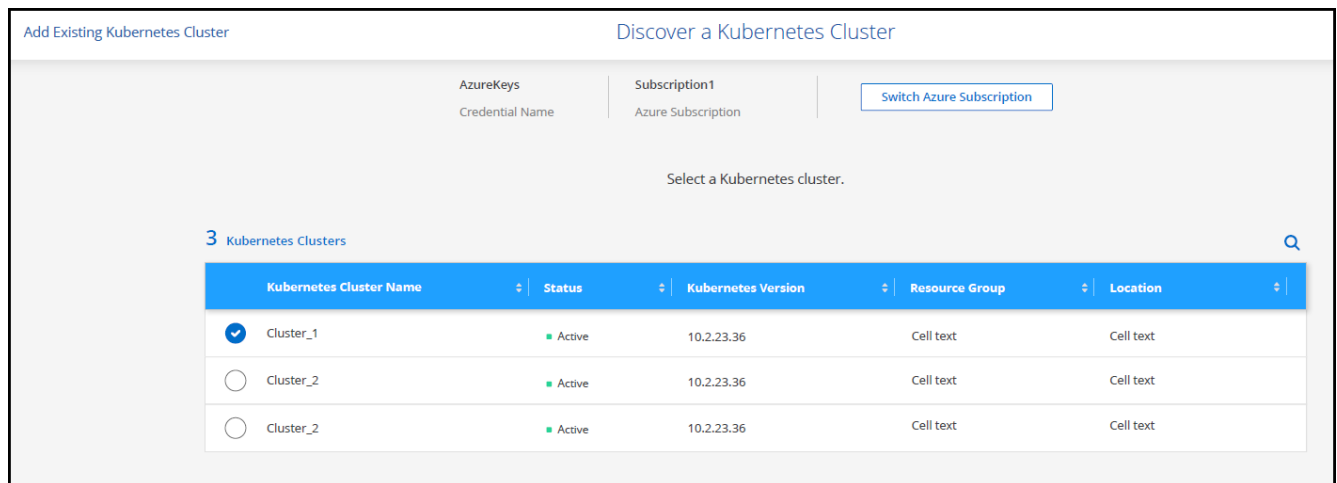 Add Existing Kubernetes Cluster Discover a Kubernetes Cluster
AzureKeys Subscription1 Switch Azure Subscription
Credential Name Azure Subscription
Select a Kubernetes cluster.
3 Kubernetes Clusters
Kubernetes Cluster Name Status Kubernetes Version Resource Group Location
Cluster_1 Active 10.2.23.36 Cell text Cell text
Cluster_2 Active 10.2.23.36 Cell text Cell text
Cluster_2 Active 10.2.23.36 Cell text Cell text